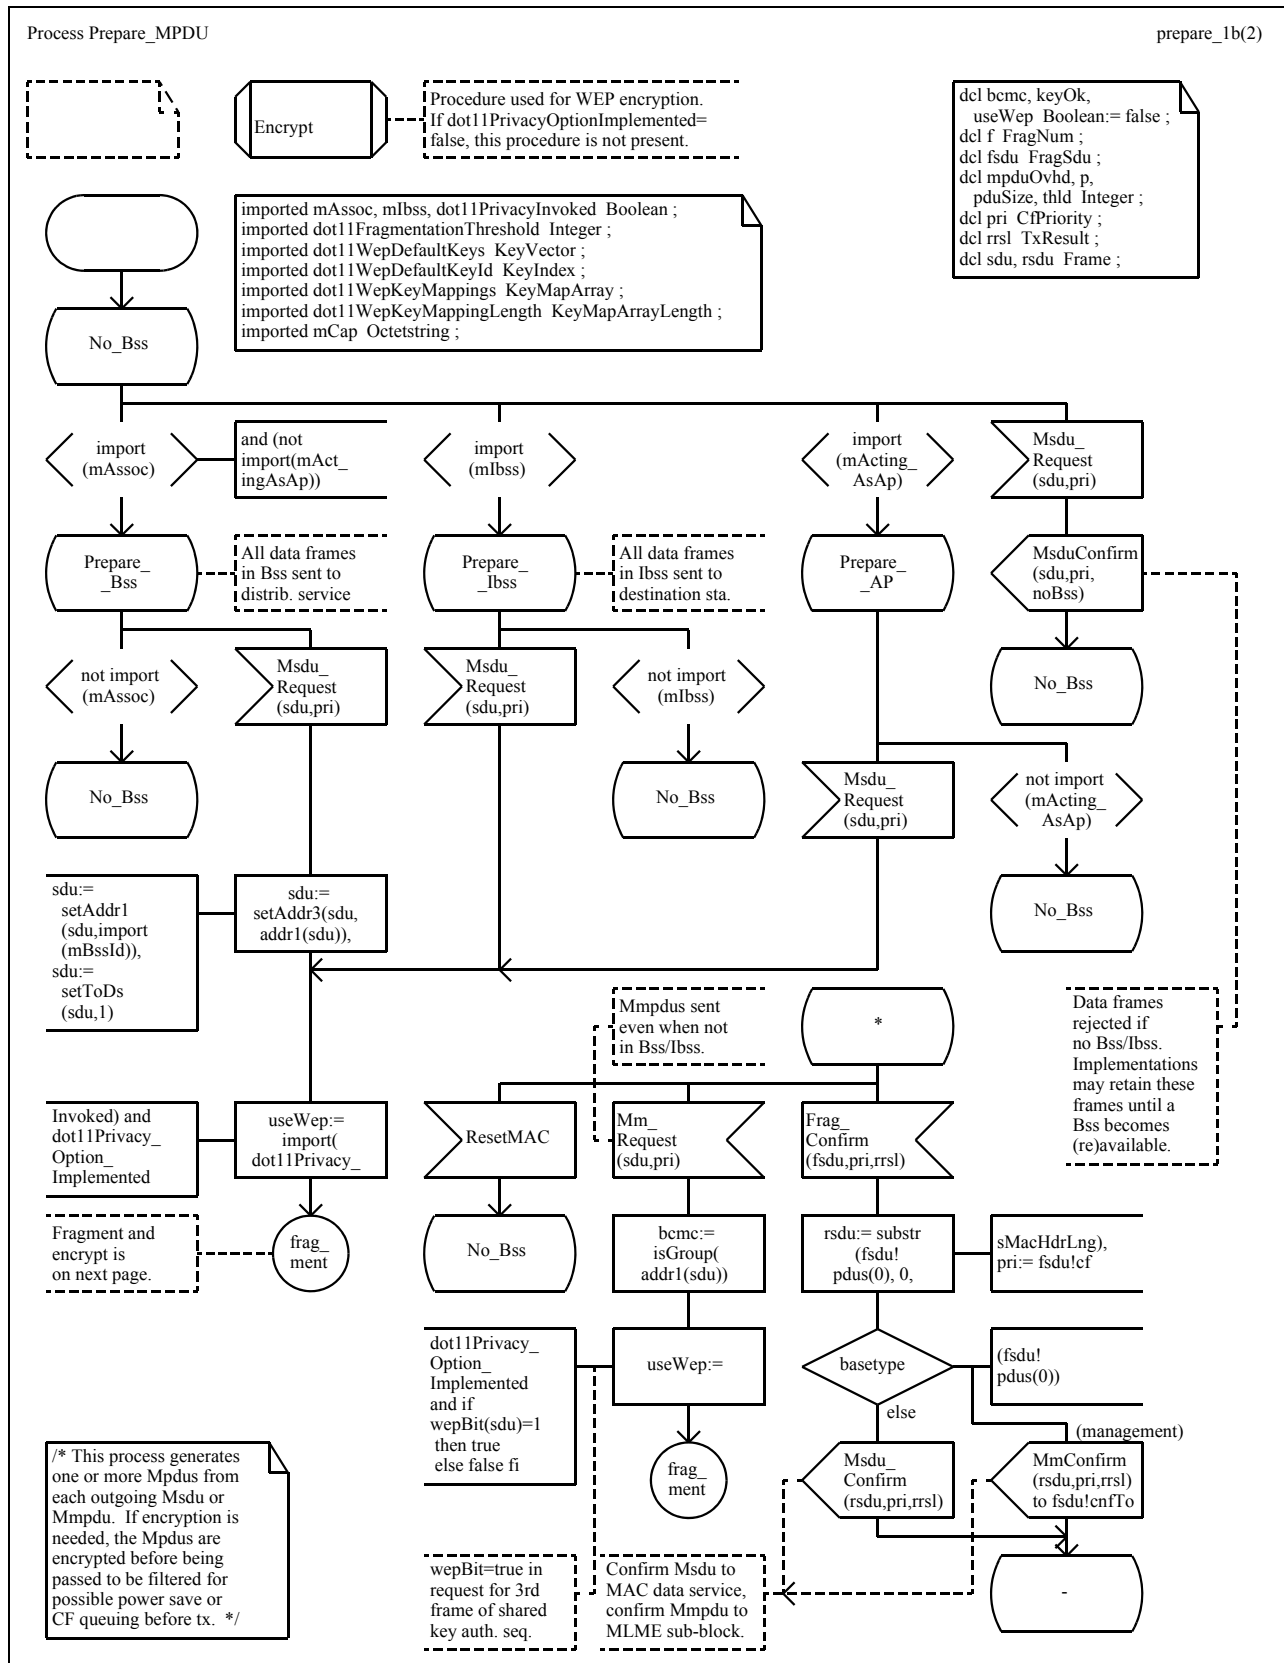 Process Prepare_MPDU
prepare_1b(2)
Encrypt
Procedure used for WEP encryption.
If dot11PrivacyOptionImplemented=
false, this procedure is not present.
dcl bcmc, keyOk,
useWep Boolean:= false ;
dcl f FragNum ;
dcl fsdu FragSdu ;
dcl mpduOvhd, p,
pduSize, thld Integer ;
dcl pri CfPriority ;
dcl rrsl TxResult ;
dcl sdu, rsdu Frame ;
imported mAssoc, mIbss, dot11PrivacyInvoked Boolean ;
imported dot11FragmentationThreshold Integer ;
imported dot11WepDefaultKeys KeyVector ;
imported dot11WepDefaultKeyId KeyIndex ;
imported dot11WepKeyMappings KeyMapArray ;
imported dot11WepKeyMappingLength KeyMapArrayLength ;
imported mCap Octetstring ;
No_Bss
import
(mAssoc)
and (not
import(mAct_
ingAsAp))
import
(mIbss)
import
(mActing_
AsAp)
Msdu_
Request
(sdu,pri)
Prepare_
_Bss
All data frames
in Bss sent to
distrib. service
Prepare_
_Ibss
All data frames
in Ibss sent to
destination sta.
Prepare_
_AP
MsduConfirm
(sdu,pri,
noBss)
not import
(mAssoc)
Msdu_
Request
(sdu,pri)
Msdu_
Request
(sdu,pri)
not import
(mIbss)
No_Bss
No_Bss
No_Bss
Msdu_
Request
(sdu,pri)
not import
(mActing_
AsAp)
No_Bss
sdu:=
setAddr1
(sdu,import
(mBssId)),
sdu:=
setToDs
(sdu,1)
sdu:=
setAddr3(sdu,
addr1(sdu)),
Mmpdus sent
even when not
in Bss/Ibss.
*
Data frames
rejected if
no Bss/Ibss.
Implementations
may retain these
frames until a
Bss becomes
(re)available.
Invoked) and
dot11Privacy_
Option_
Implemented
useWep:=
import(
dot11Privacy_
ResetMAC
Mm_
Request
(sdu,pri)
Frag_
Confirm
(fsdu,pri,rrsl)
Fragment and
encrypt is
on next page.
frag_
ment
No_Bss
bcmc:=
isGroup(
addr1(sdu))
rsdu:= substr
(fsdu!
pdus(0), 0,
sMacHdrLng),
pri:= fsdu!cf
dot11Privacy_
Option_
Implemented
and if
wepBit(sdu)=1
then true
else false fi
useWep:=
basetype
(fsdu!
pdus(0))
else
(management)
/* This process generates
one or more Mpdus from
each outgoing Msdu or
Mmpdu. If encryption is
needed, the Mpdus are
encrypted before being
passed to be filtered for
possible power save or
CF queuing before tx. */
frag_
ment
Msdu_
Confirm
(rsdu,pri,rrsl)
MmConfirm
(rsdu,pri,rrsl)
to fsdu!cnfTo
wepBit=true in
request for 3rd
frame of shared
key auth. seq.
Confirm Msdu to
MAC data service,
confirm Mmpdu to
MLME sub-block.
-